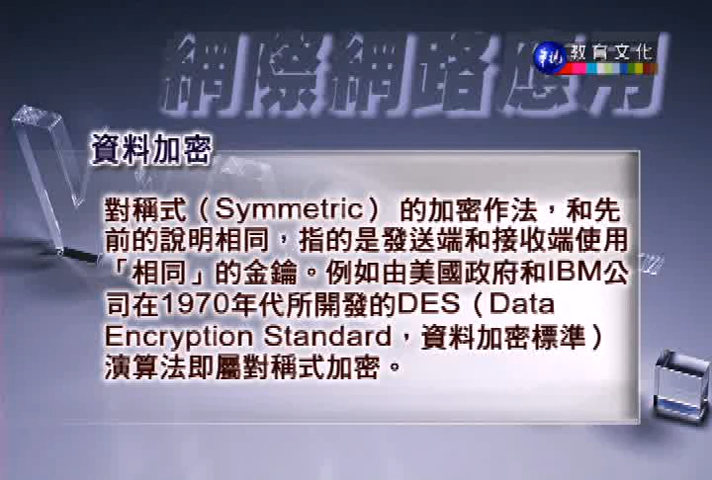 網際網路應用
華視 教育文化
資料加密
對稱式（Symmetric） 的加密作法，和先
前的說明相同，指的是發送端和接收端使用
「相同」的金鑰。例如由美國政府和IBM公
司在1970年代所開發的DES（Data
Encryption Standard，資料加密標準）
演算法即屬對稱式加密。